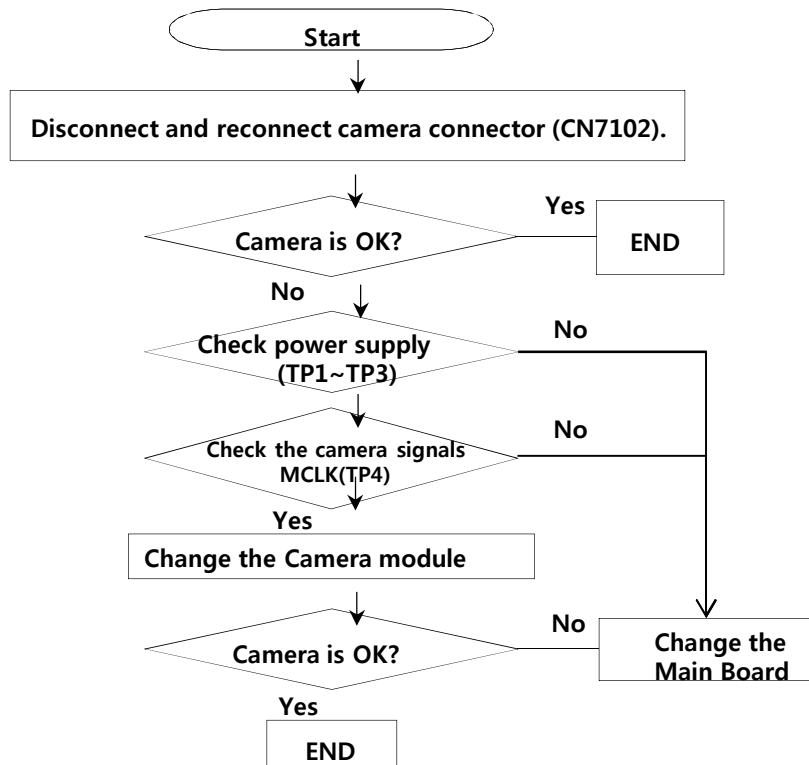 Start
Disconnect and reconnect camera connector (CN7102).
Yes
Camera is OK?
END
No
Check power supply
(TP1~TP3)
No
Check the camera signals
MCLK(TP4)
No
Yes
Change the Camera module
Camera is OK?
No
Change the
Main Board
Yes
END